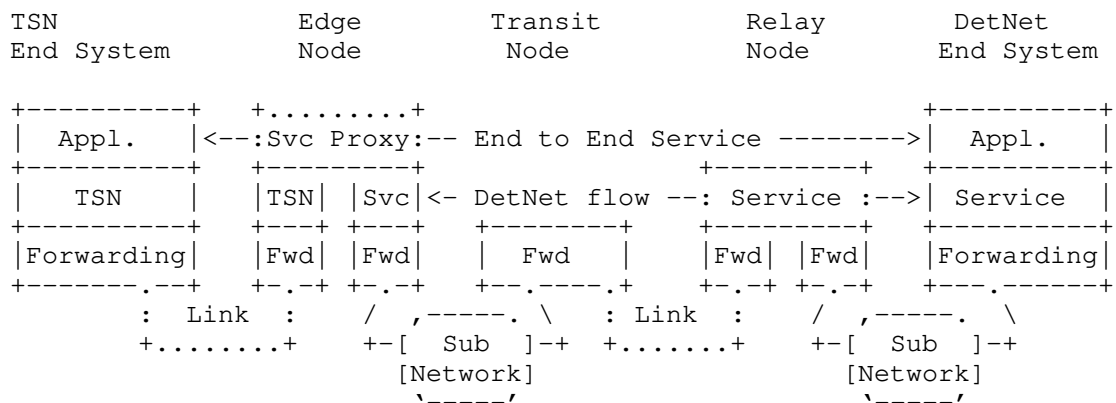 TSN                 Edge          Transit         Relay        DetNet
End System          Node            Node          Node        End System

+----------+   +.........+                                 +----------+
|  Appl.   |<--:Svc Proxy:-- End to End Service -------->|  Appl.   |
+----------+   +---------+                  +---------+   +----------+
|   TSN    |   |TSN| |Svc|<- DetNet flow --: Service :-->| Service  |
+----------+   +---+ +---+    +--------+    +---------+   +----------+
|Forwarding|   |Fwd| |Fwd|    |  Fwd   |    |Fwd| |Fwd|   |Forwarding|
+-------.--+   +-.-+ +-.-+    +--.----.+    +-.-+ +-.-+   +---.------+
        :  Link  :    /  ,-----. \   : Link  :    /  ,-----.  \
        +........+    +-[  Sub  ]-+  +.......+    +-[  Sub  ]-+
                        [Network]                   [Network]
                         `-----'                     `-----'